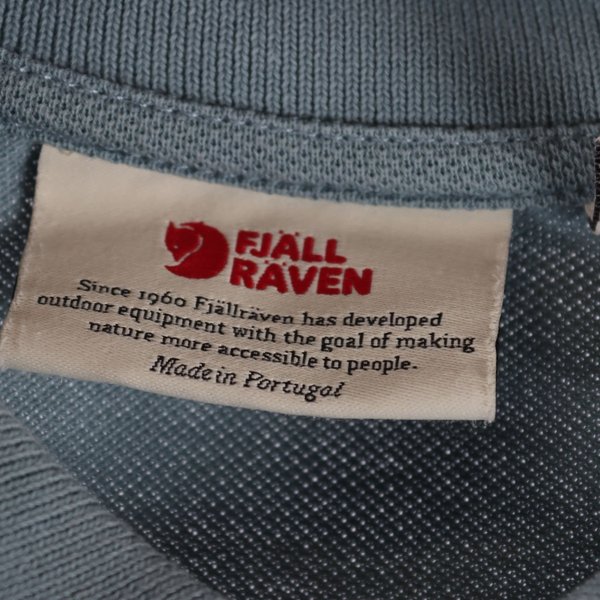 FJÄLL
RÄVEN
Since 1960 Fjällräven has developed
outdoor equipment with the goal of making
nature more accessible to people.
Made in Portugal